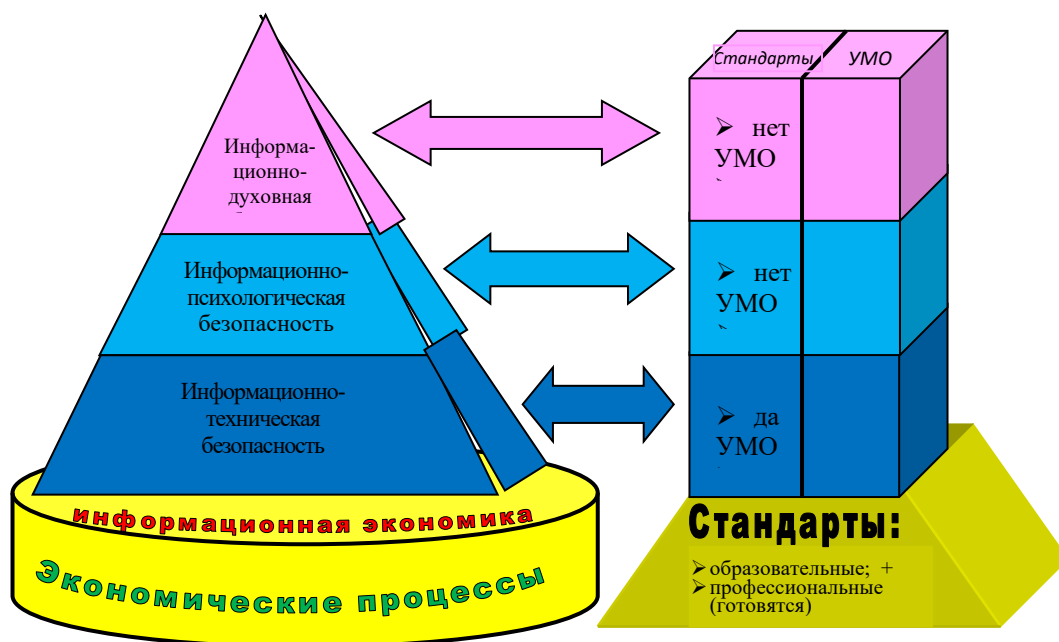 Информа-
ционно-
духовная
Информационно-
психологическая
безопасность
Информационно-
техническая
безопасность
информационная экономика
Экономические процессы
Стандарты
УМО
➢ нет
УМО
➢ нет
УМО
➢ да
УМО
Стандарты:
➢ образовательные; +
➢ профессиональные
(готовятся)